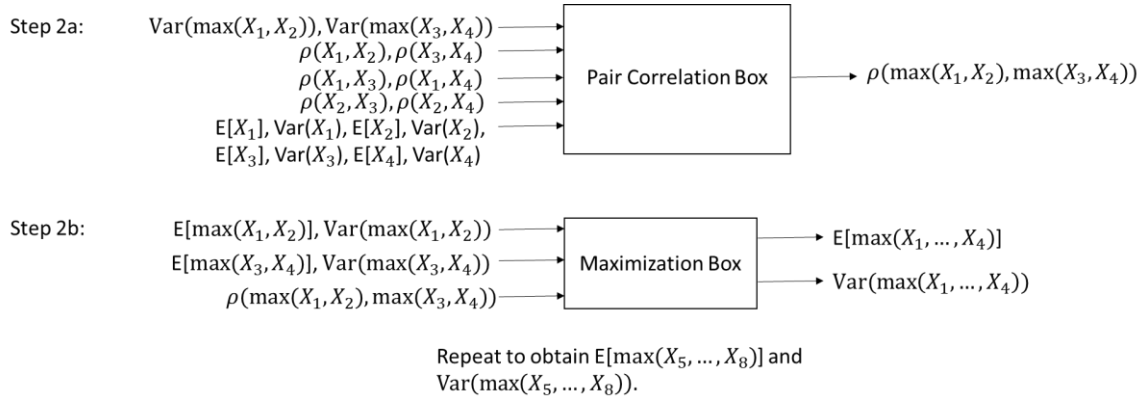 Step 2a:
Var(max(X₁, X₂)), Var(max(X₃, X₄))
ρ(X₁, X₂), ρ(X₃, X₄)
ρ(X₁, X₃), ρ(X₁, X₄)
ρ(X₂, X₃), ρ(X₂, X₄)
E[X₁], Var(X₁), E[X₂], Var(X₂),
E[X₃], Var(X₃), E[X₄], Var(X₄)
Pair Correlation Box
ρ(max(X₁, X₂), max(X₃, X₄))
Step 2b:
E[max(X₁, X₂)], Var(max(X₁, X₂))
E[max(X₃, X₄)], Var(max(X₃, X₄))
ρ(max(X₁, X₂), max(X₃, X₄))
Maximization Box
E[max(X₁, … , X₄)]
Var(max(X₁, … , X₄))
Repeat to obtain E[max(X₅, … , X₈)] and
Var(max(X₅, … , X₈)).